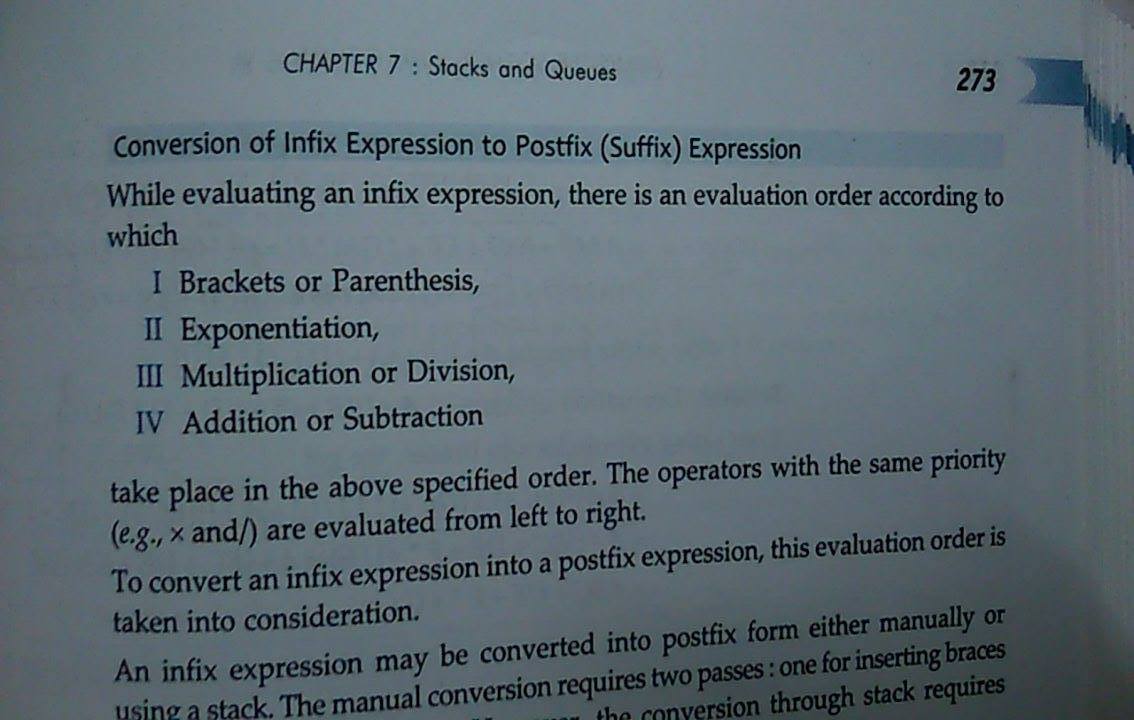 CHAPTER 7 : Stacks and Queues
273
Conversion of Infix Expression to Postfix (Suffix) Expression
While evaluating an infix expression, there is an evaluation order according to
which
I Brackets or Parenthesis,
II Exponentiation,
III Multiplication or Division,
IV Addition or Subtraction
take place in the above specified order. The operators with the same priority
(e.g., × and/) are evaluated from left to right.
To convert an infix expression into a postfix expression, this evaluation order is
taken into consideration.
An infix expression may be converted into postfix form either manually or
using a stack. The manual conversion requires two passes : one for inserting braces
the conversion through stack requires